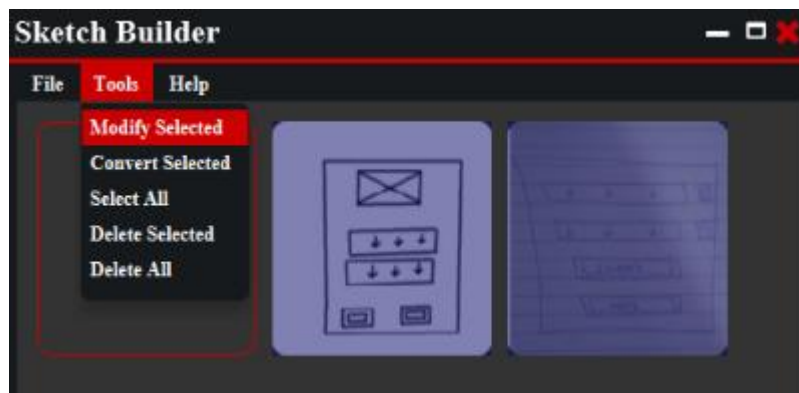 Sketch Builder
File Tools Help
Modify Selected
Convert Selected
Select All
Delete Selected
Delete All